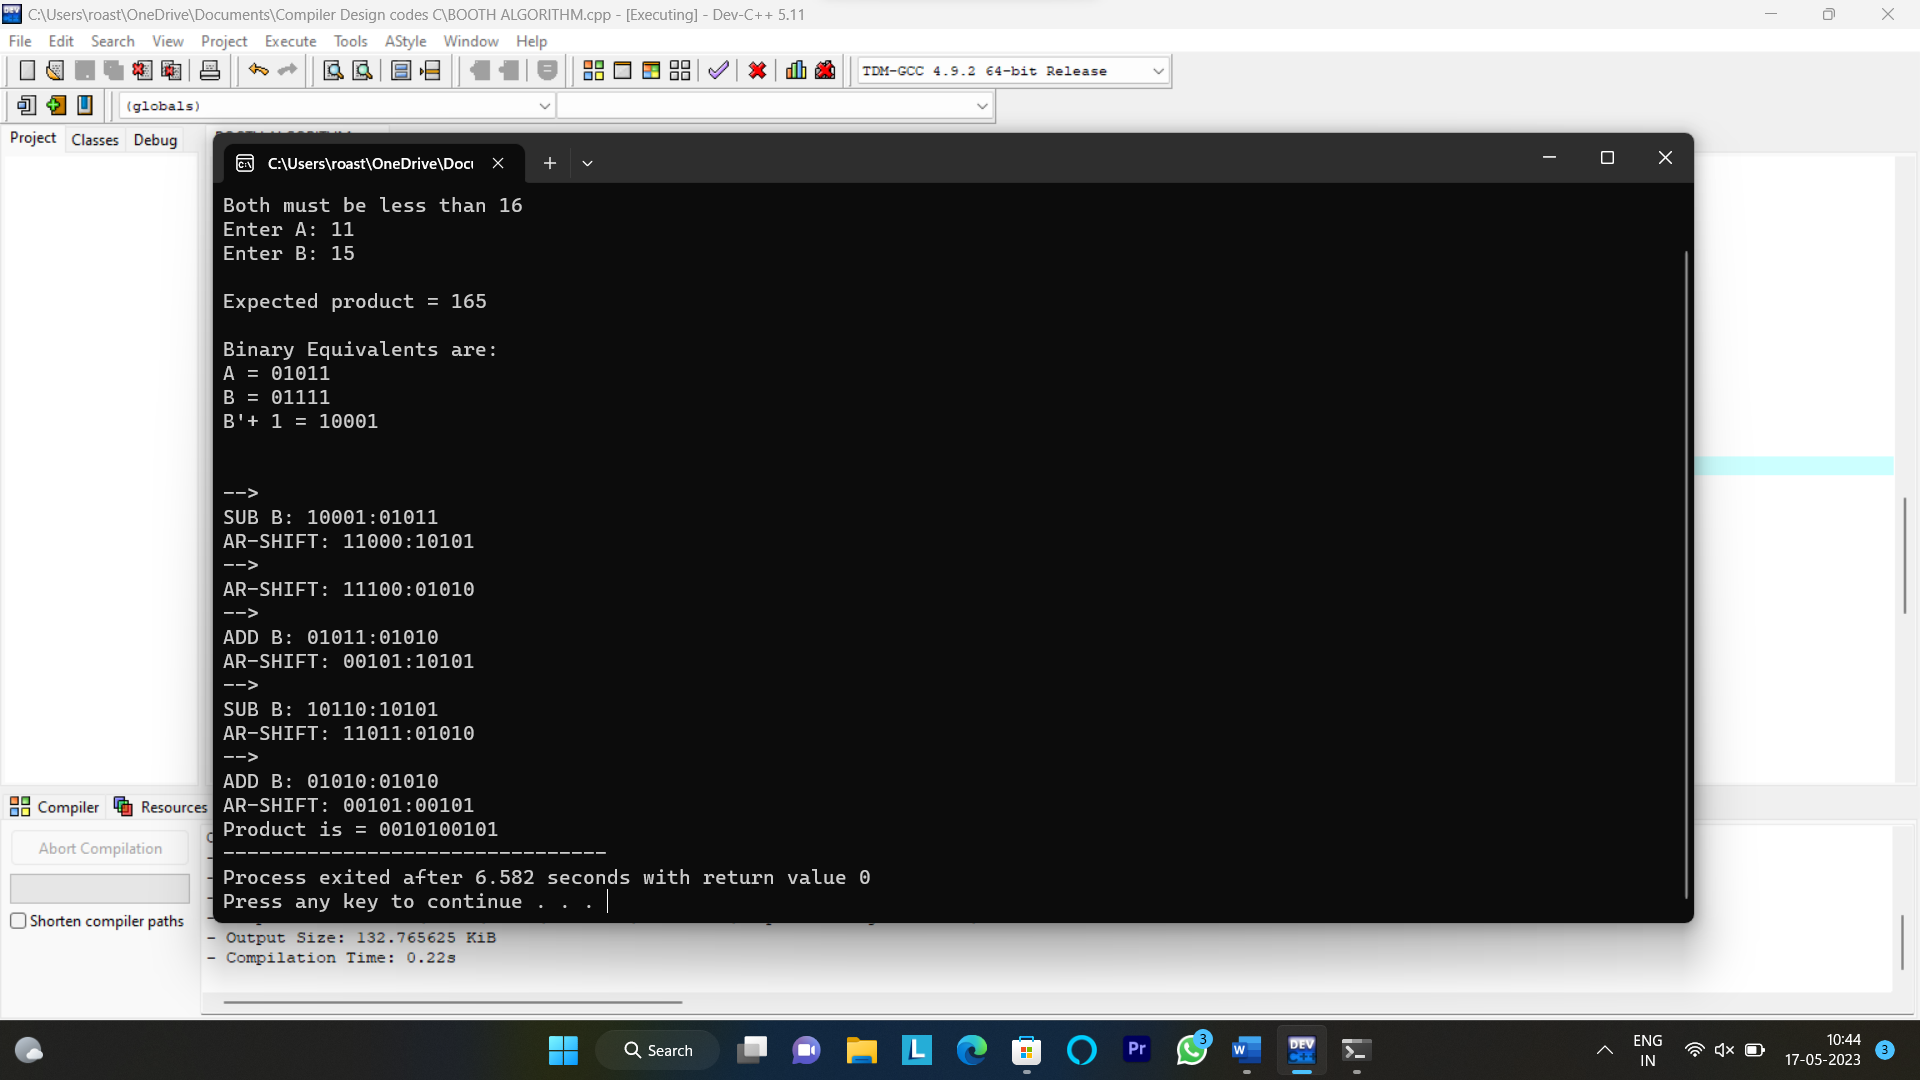 C:\Users\roast\OneDrive\Documents\Compiler Design codes C\BOOTH ALGORITHM.cpp - [Executing] - Dev-C++ 5.11
File Edit Search View Project Execute Tools AStyle Window Help
TDM-GCC 4.9.2 64-bit Release
(globals)
Project Classes Debug
C:\Users\roast\OneDrive\Docu
Both must be less than 16
Enter A: 11
Enter B: 15
Expected product = 165
Binary Equivalents are:
A = 01011
B = 01111
B'+ 1 = 10001
-->
SUB B: 10001:01011
AR-SHIFT: 11000:10101
-->
AR-SHIFT: 11100:01010
-->
ADD B: 01011:01010
AR-SHIFT: 00101:10101
-->
SUB B: 10110:10101
AR-SHIFT: 11011:01010
-->
ADD B: 01010:01010
AR-SHIFT: 00101:00101
Product is = 0010100101
--------------------------------
Process exited after 6.582 seconds with return value 0
Press any key to continue . . .
Compiler Resources
Abort Compilation
Shorten compiler paths
- Output Size: 132.765625 KiB
- Compilation Time: 0.22s
Search
L
Pr
3
W
DEV C++
ENG
IN
10:44
17-05-2023
3